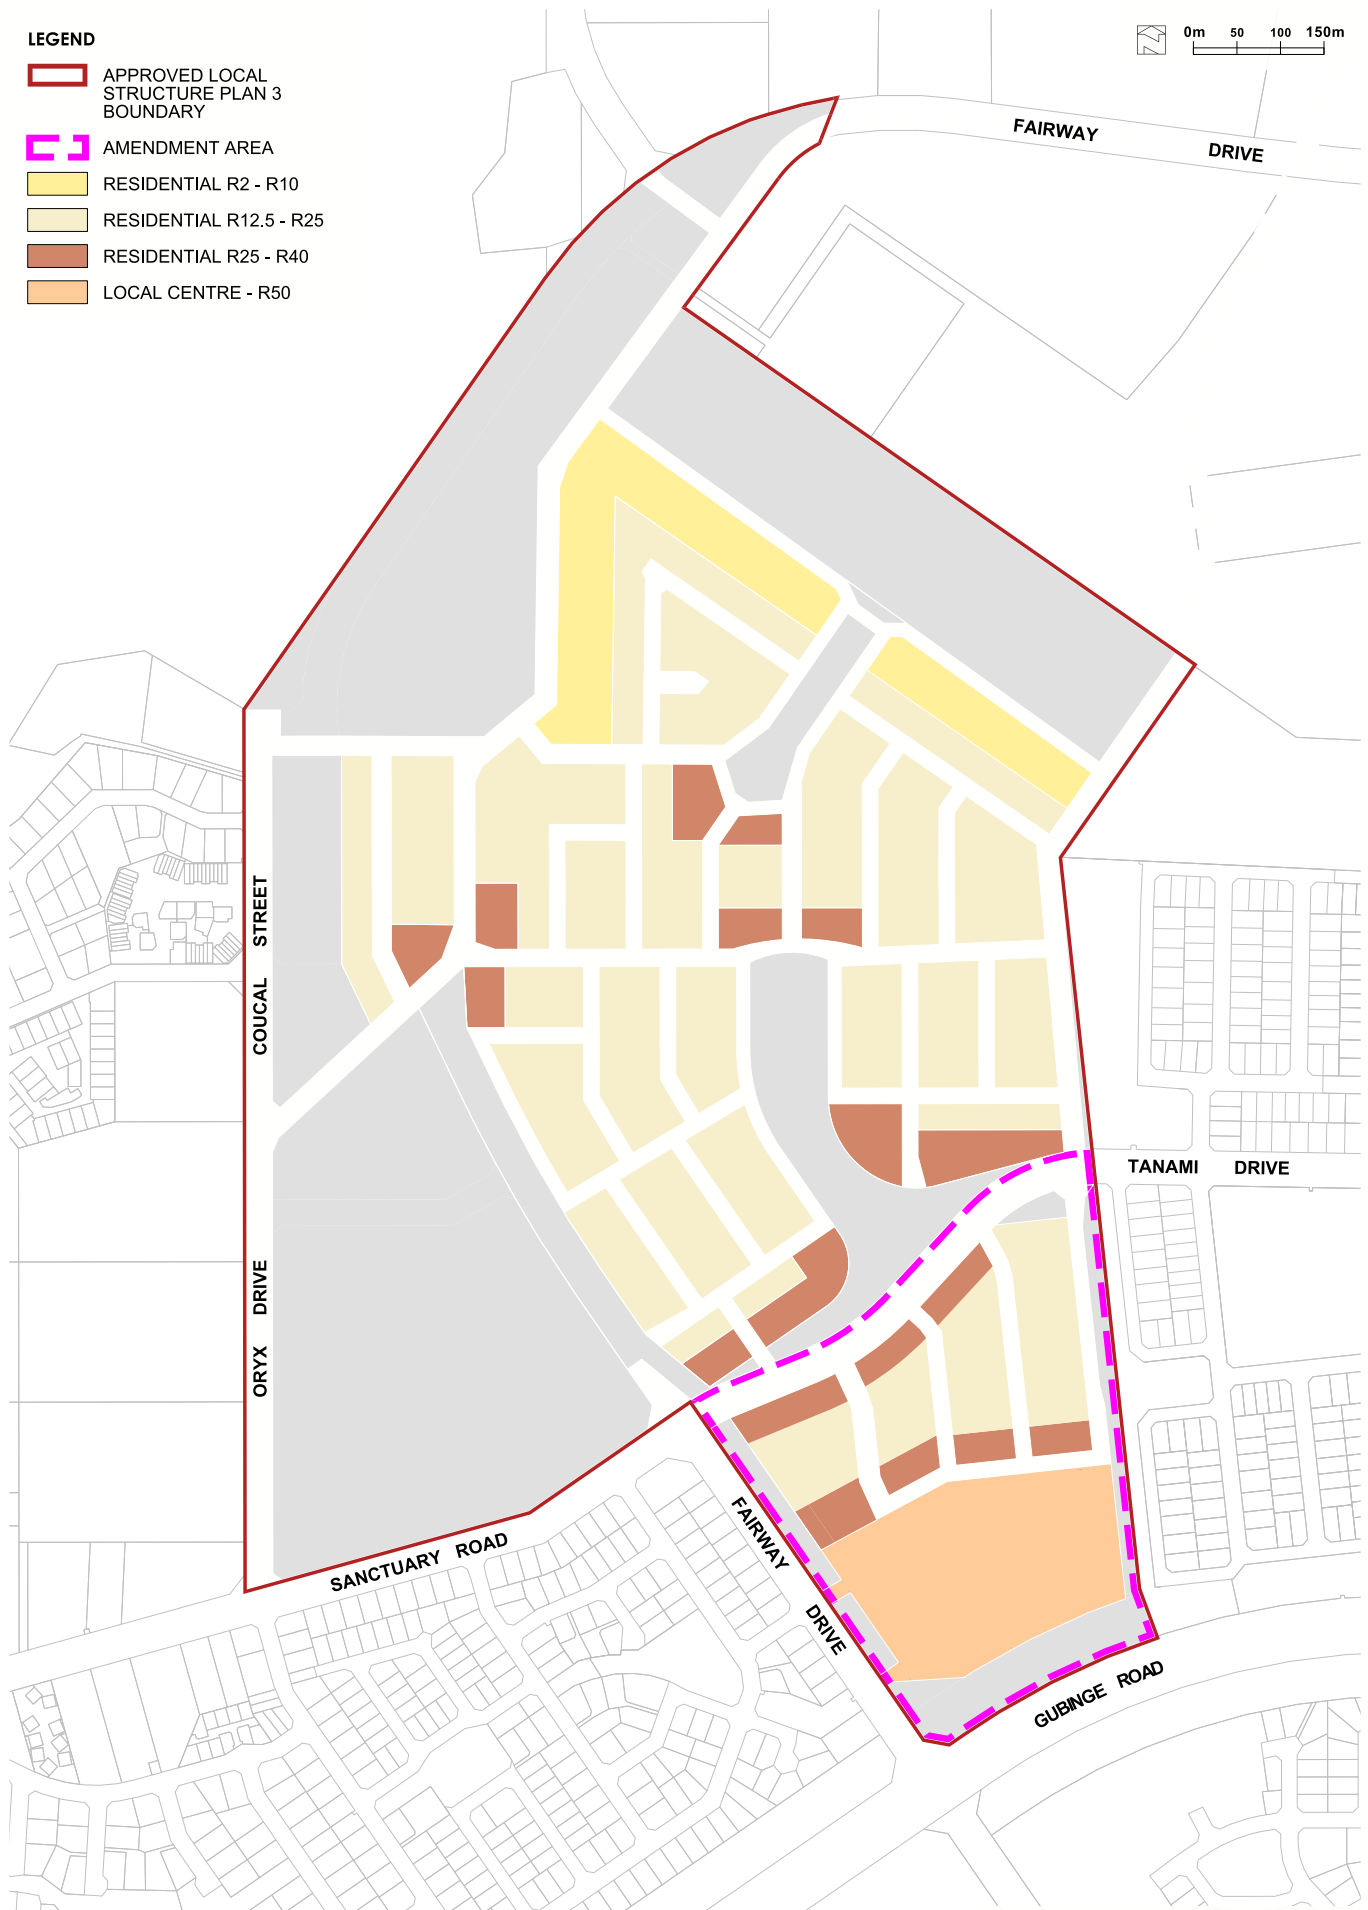 LEGEND
APPROVED LOCAL
STRUCTURE PLAN 3
BOUNDARY
AMENDMENT AREA
RESIDENTIAL R2 - R10
RESIDENTIAL R12.5 - R25
RESIDENTIAL R25 - R40
LOCAL CENTRE - R50
0m 50 100 150m
FAIRWAY DRIVE
COUCAL STREET
TANAMI DRIVE
ORYX DRIVE
SANCTUARY ROAD
FAIRWAY DRIVE
GUBINGE ROAD